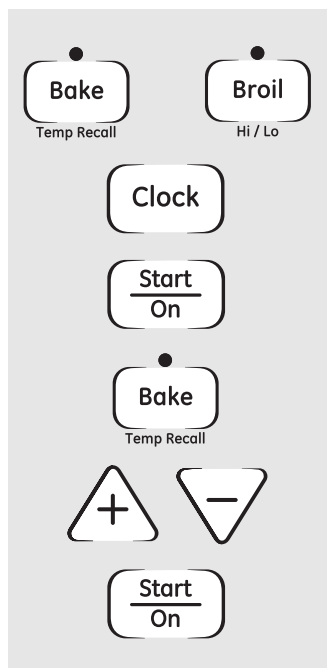 Bake Broil
Temp Recall Hi / Lo
Clock
Start
On
Bake
Temp Recall
+ −
Start
On